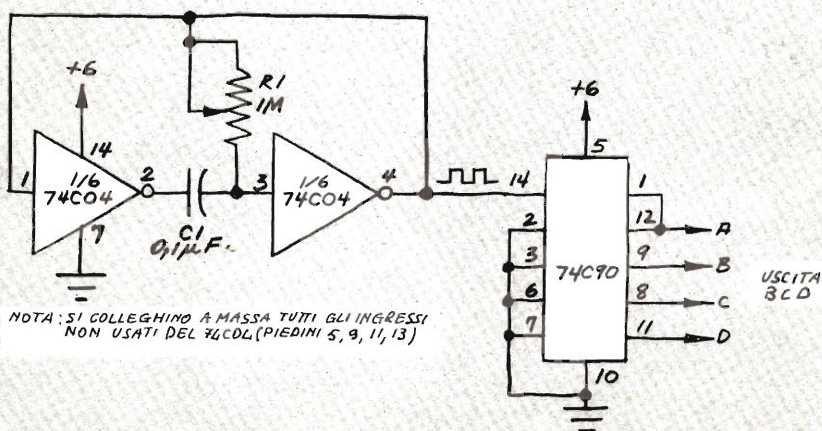 +6
R1
1M
14
1
1/6
74C04
2
7
C1
0,1µF.
3
1/6
74C04
4
+6
5
14
1
2
12
A
3
9
B
74C90
6
8
C
7
11
D
10
USCITA
BCD
NOTA: SI COLLEGHINO A MASSA TUTTI GLI INGRESSI
NON USATI DEL 74C04 (PIEDINI 5, 9, 11, 13)